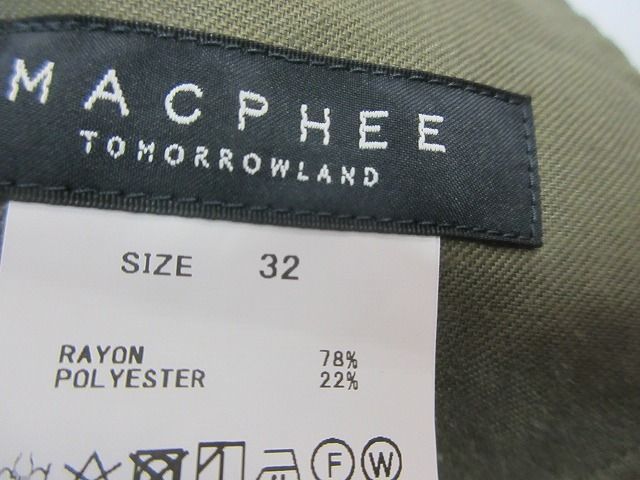 MACPHEE
TOMORROWLAND
SIZE 32
RAYON 78%
POLYESTER 22%
F W